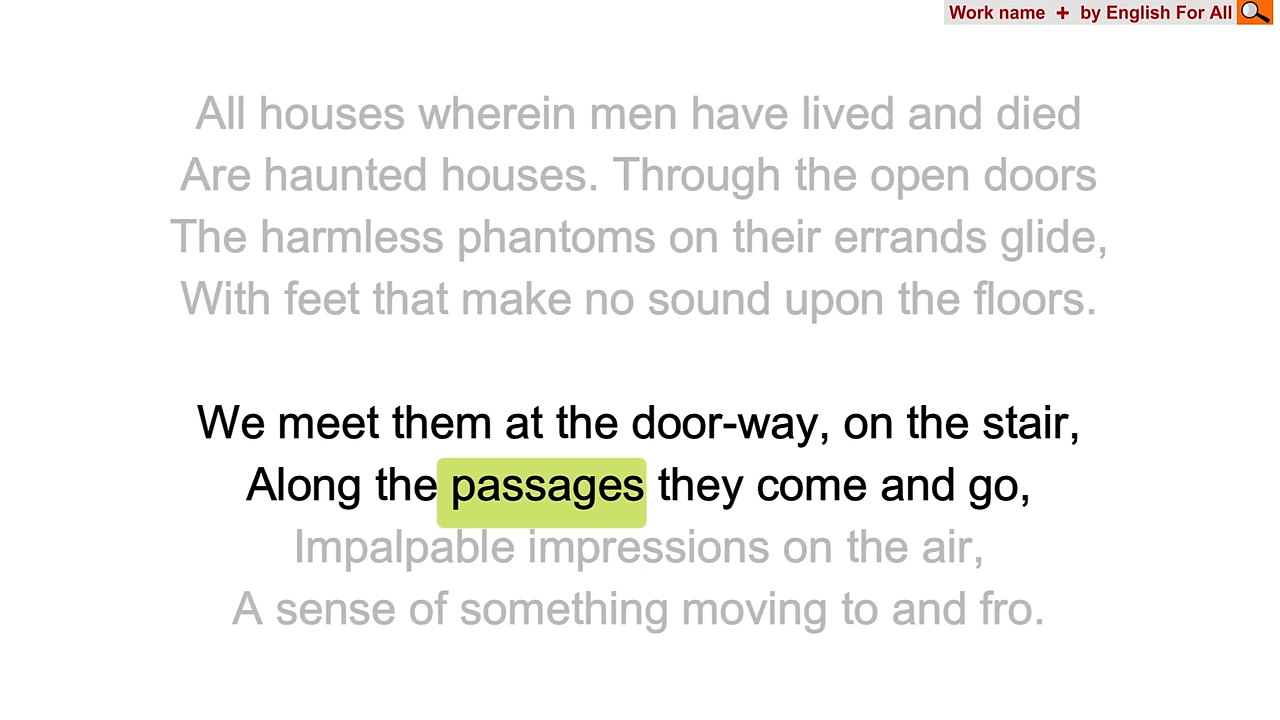 Work name + by English For All
All houses wherein men have lived and died
Are haunted houses. Through the open doors
The harmless phantoms on their errands glide,
With feet that make no sound upon the floors.
We meet them at the door-way, on the stair,
Along the passages they come and go,
Impalpable impressions on the air,
A sense of something moving to and fro.